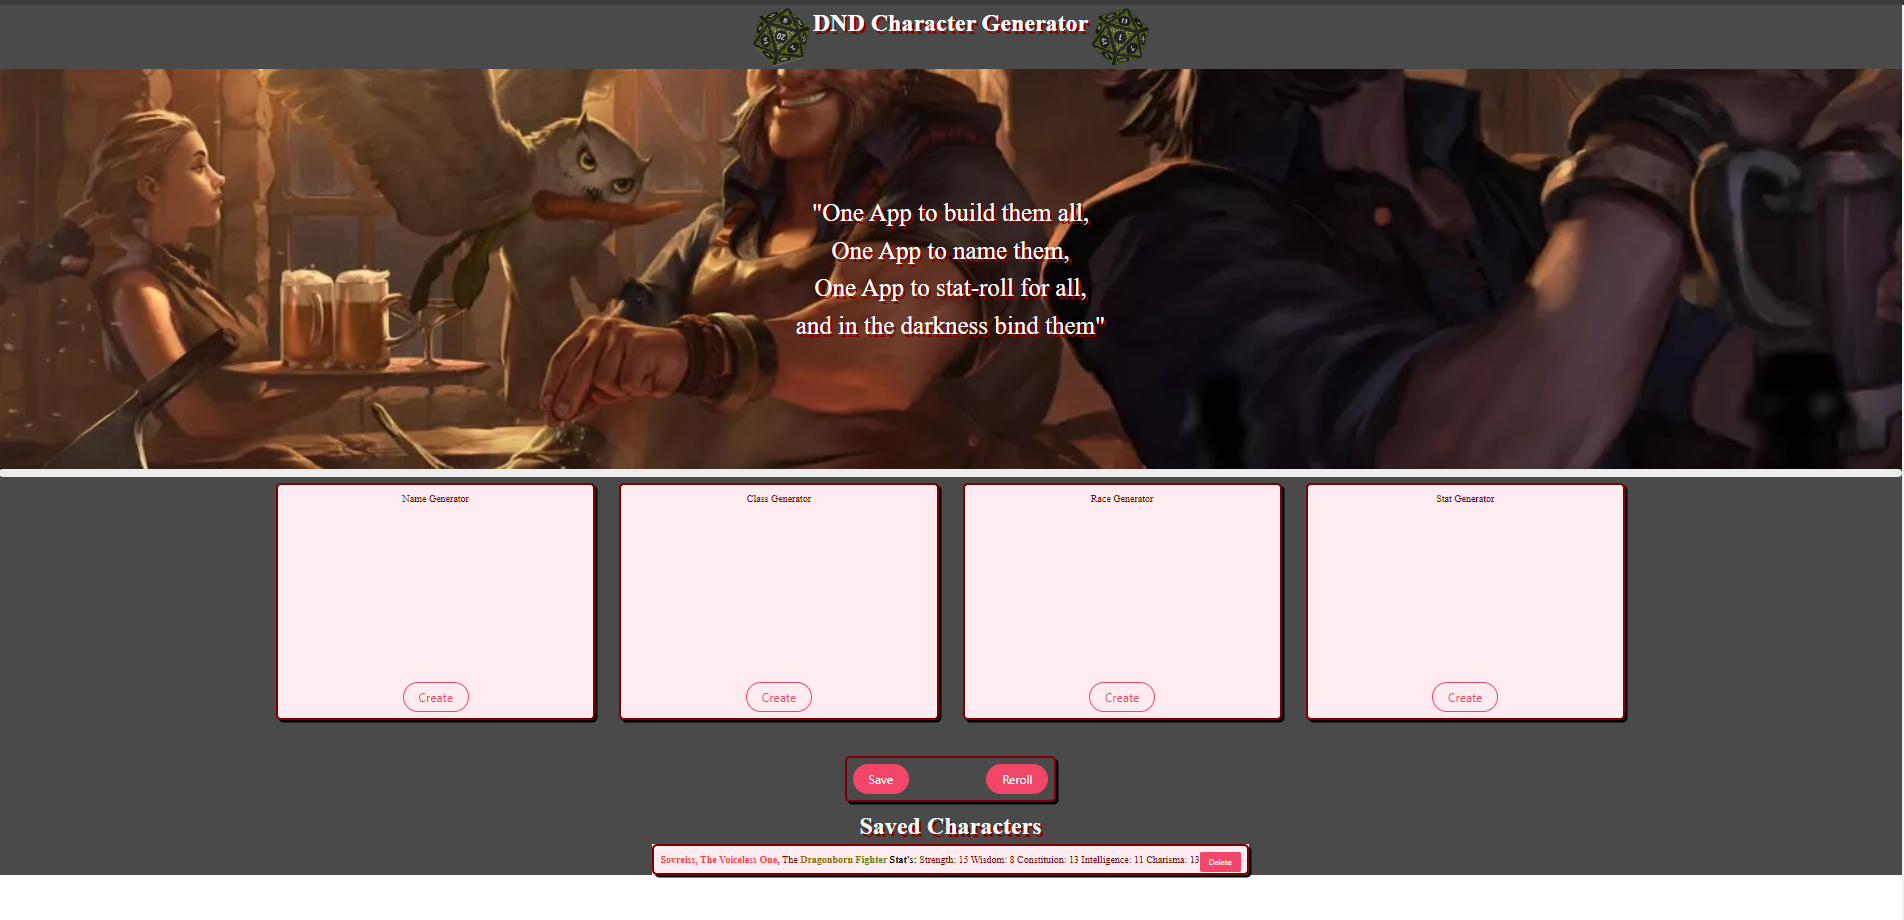 DND Character Generator
"One App to build them all,
One App to name them,
One App to stat-roll for all,
and in the darkness bind them"
Name Generator
Class Generator
Race Generator
Stat Generator
Create
Create
Create
Create
Save
Reroll
Saved Characters
Sovreiss, The Voiceless One, The Dragonborn Fighter Stat's: Strength: 15 Wisdom: 8 Constituion: 13 Intelligence: 11 Charisma: 13
Delete